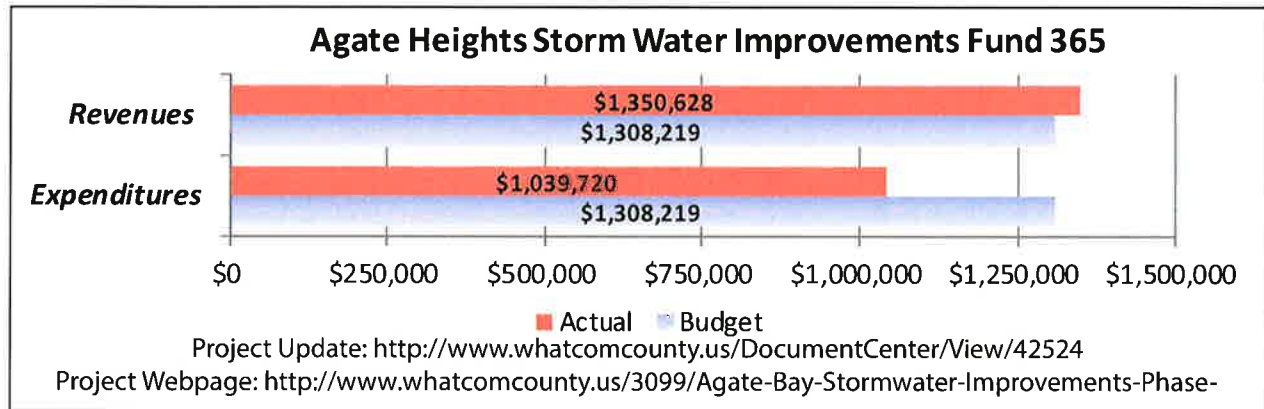 Agate Heights Storm Water Improvements Fund 365
Revenues
$1,350,628
$1,308,219
Expenditures
$1,039,720
$1,308,219
$0 $250,000 $500,000 $750,000 $1,000,000 $1,250,000 $1,500,000
Actual Budget
Project Update: http://www.whatcomcounty.us/DocumentCenter/View/42524
Project Webpage: http://www.whatcomcounty.us/3099/Agate-Bay-Stormwater-Improvements-Phase-